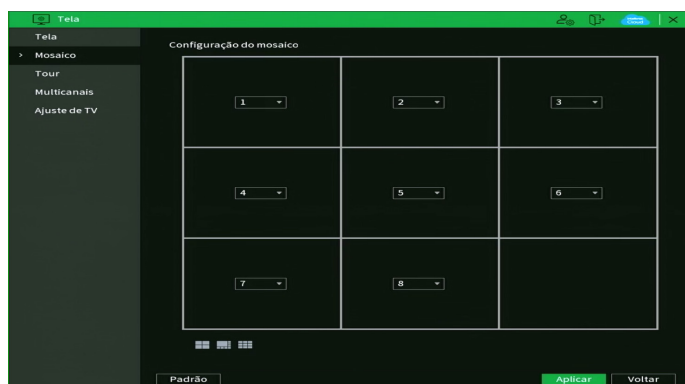 Tela
Tela
Mosaico
Tour
Multicanais
Ajuste de TV
Configuração do mosaico
1
2
3
4
5
6
7
8
Padrão
Aplicar
Voltar